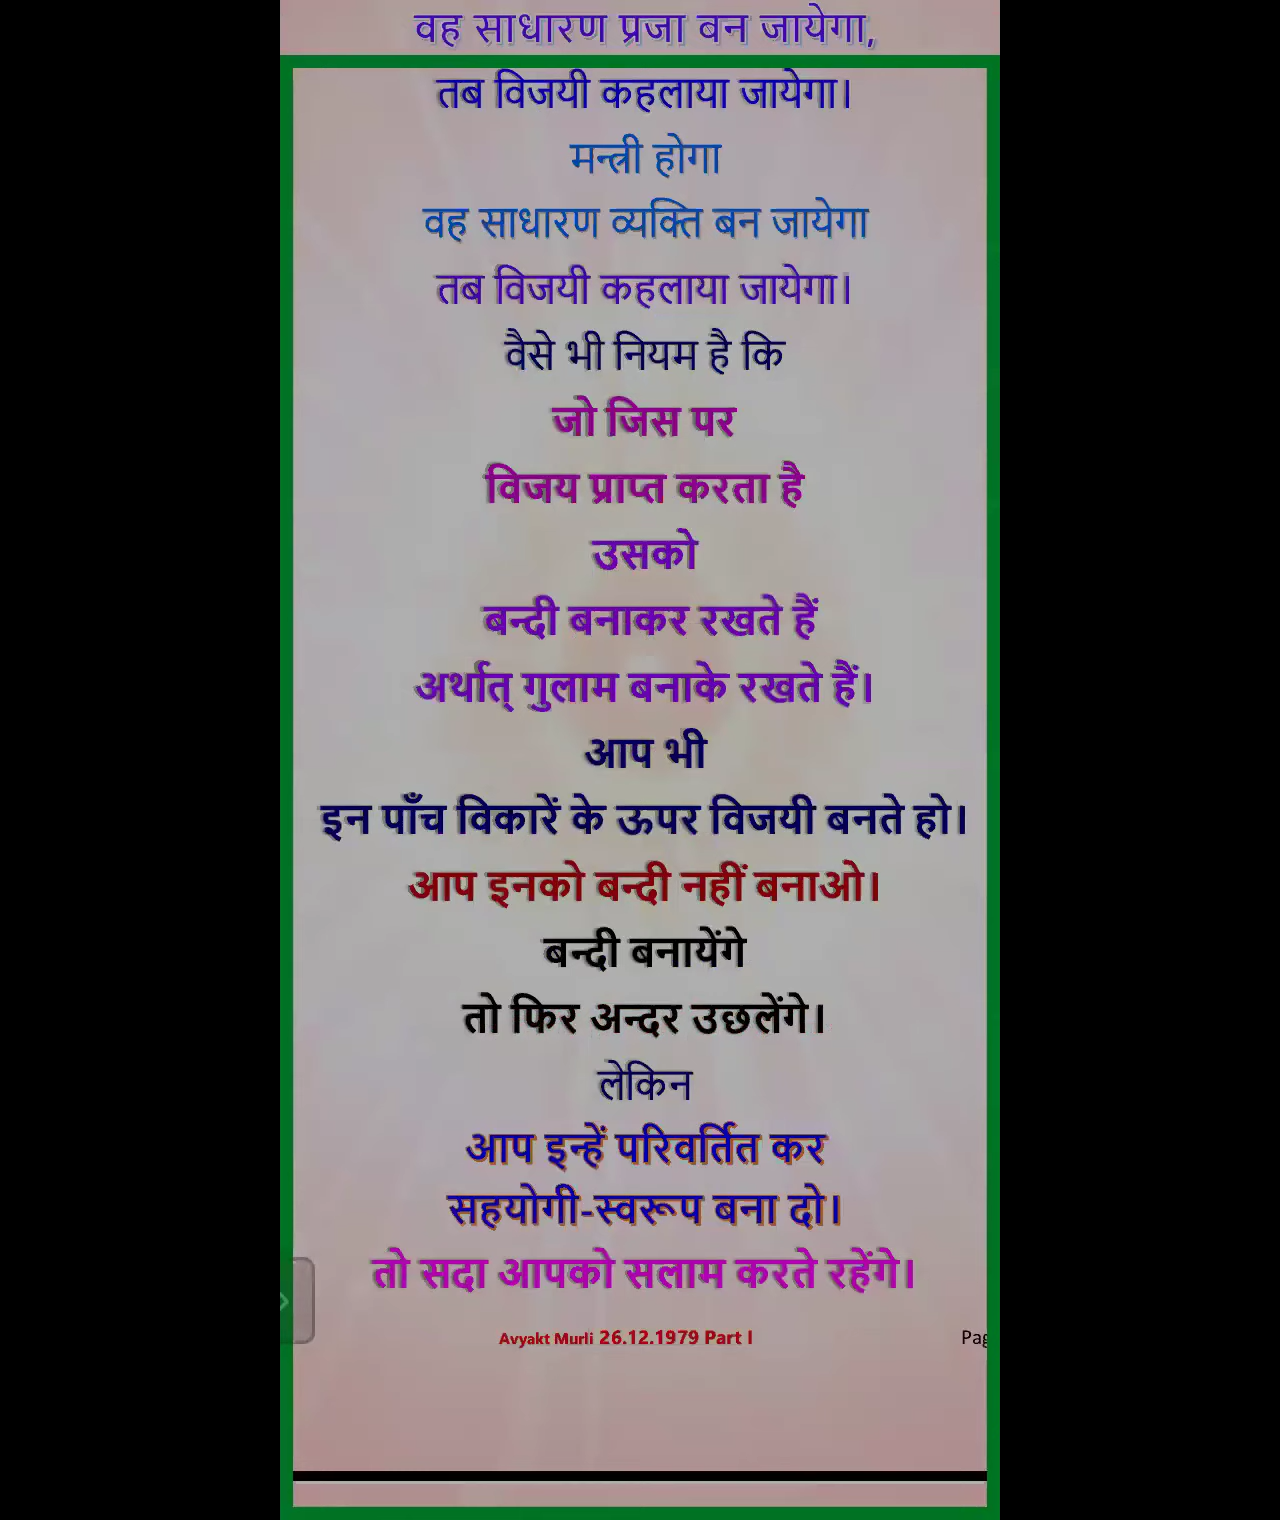 वह साधारण प्रजा बन जायेगा,
तब विजयी कहलाया जायेगा।
मन्त्री होगा
वह साधारण व्यक्ति बन जायेगा
तब विजयी कहलाया जायेगा।
वैसे भी नियम है कि
जो जिस पर
विजय प्राप्त करता है
उसको
बन्दी बनाकर रखते हैं
अर्थात् गुलाम बनाके रखते हैं।
आप भी
इन पाँच विकारें के ऊपर विजयी बनते हो।
आप इनको बन्दी नहीं बनाओ।
बन्दी बनायेंगे
तो फिर अन्दर उछलेंगे।
लेकिन
आप इन्हें परिवर्तित कर
सहयोगी-स्वरूप बना दो।
तो सदा आपको सलाम करते रहेंगे।
Avyakt Murli 26.12.1979 Part I